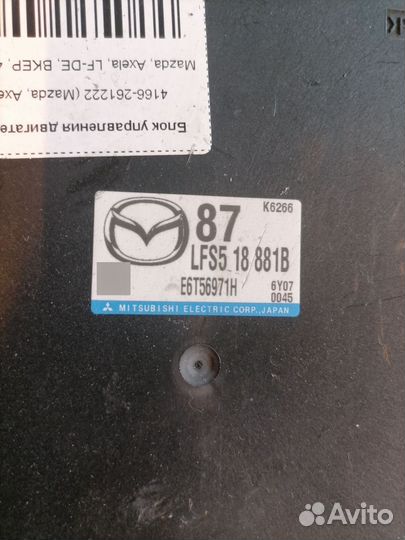 Блок управления двигате
4166-261222 (Mazda, Axe
Mazda, Axela, LF-DE, BKEP, 4
K6266
87
LFS5 18 881B
E6T56971H
6Y07
0045
MITSUBISHI ELECTRIC CORP., JAPAN
Avito